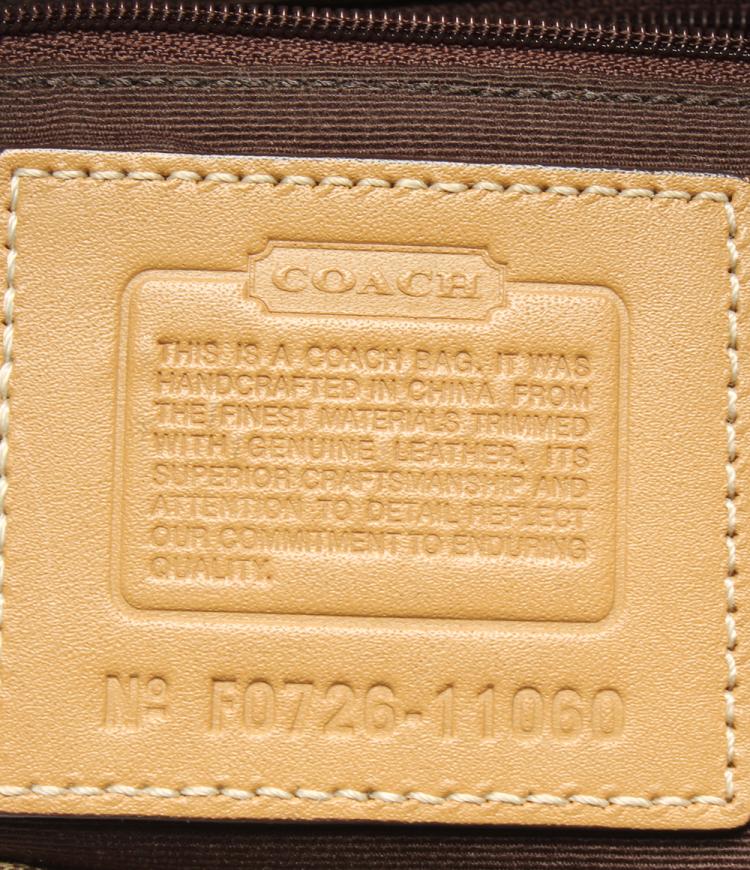 COACH
THIS IS A COACH BAG. IT WAS
HANDCRAFTED IN CHINA FROM
THE FINEST MATERIALS TRIMMED
WITH GENUINE LEATHER. ITS
SUPERIOR CRAFTSMANSHIP AND
ATTENTION TO DETAIL REFLECT
OUR COMMITMENT TO ENDURING
QUALITY.
Nº F0726-11060